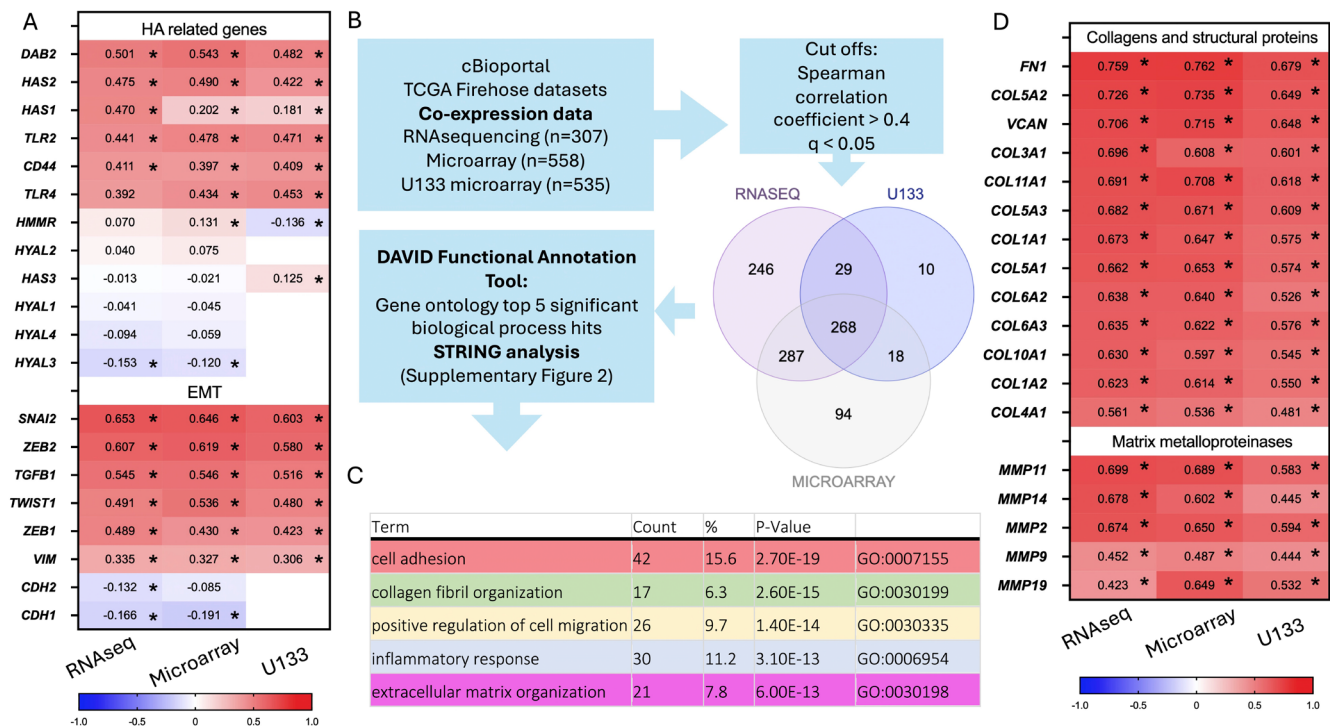 A
HA related genes
DAB2 0.501 * 0.543 * 0.482 *
HAS2 0.475 * 0.490 * 0.422 *
HAS1 0.470 * 0.202 * 0.181 *
TLR2 0.441 * 0.478 * 0.471 *
CD44 0.411 * 0.397 * 0.409 *
TLR4 0.392 0.434 * 0.453 *
HMMR 0.070 0.131 * -0.136 *
HYAL2 0.040 0.075
HAS3 -0.013 -0.021 0.125 *
HYAL1 -0.041 -0.045
HYAL4 -0.094 -0.059
HYAL3 -0.153 * -0.120 *
EMT
SNAI2 0.653 * 0.646 * 0.603 *
ZEB2 0.607 * 0.619 * 0.580 *
TGFB1 0.545 * 0.546 * 0.516 *
TWIST1 0.491 * 0.536 * 0.480 *
ZEB1 0.489 * 0.430 * 0.423 *
VIM 0.335 * 0.327 * 0.306 *
CDH2 -0.132 * -0.085
CDH1 -0.166 * -0.191 *
RNAseq Microarray U133
-1.0 -0.5 0 0.5 1.0
B
cBioportal
TCGA Firehose datasets
Co-expression data
RNAsequencing (n=307)
Microarray (n=558)
U133 microarray (n=535)
Cut offs:
Spearman
correlation
coefficient > 0.4
q < 0.05
RNASEQ U133
246 29 10
268
287 18
94
MICROARRAY
DAVID Functional Annotation
Tool:
Gene ontology top 5 significant
biological process hits
STRING analysis
(Supplementary Figure 2)
C
Term Count % P-Value
cell adhesion 42 15.6 2.70E-19 GO:0007155
collagen fibril organization 17 6.3 2.60E-15 GO:0030199
positive regulation of cell migration 26 9.7 1.40E-14 GO:0030335
inflammatory response 30 11.2 3.10E-13 GO:0006954
extracellular matrix organization 21 7.8 6.00E-13 GO:0030198
D
Collagens and structural proteins
FN1 0.759 * 0.762 * 0.679 *
COL5A2 0.726 * 0.735 * 0.649 *
VCAN 0.706 * 0.715 * 0.648 *
COL3A1 0.696 * 0.608 * 0.601 *
COL11A1 0.691 * 0.708 * 0.618 *
COL5A3 0.682 * 0.671 * 0.609 *
COL1A1 0.673 * 0.647 * 0.575 *
COL5A1 0.662 * 0.653 * 0.574 *
COL6A2 0.638 * 0.640 * 0.526 *
COL6A3 0.635 * 0.622 * 0.576 *
COL10A1 0.630 * 0.597 * 0.545 *
COL1A2 0.623 * 0.614 * 0.550 *
COL4A1 0.561 * 0.536 * 0.481 *
Matrix metalloproteinases
MMP11 0.699 * 0.689 * 0.583 *
MMP14 0.678 * 0.602 * 0.445 *
MMP2 0.674 * 0.650 * 0.594 *
MMP9 0.452 * 0.487 * 0.444 *
MMP19 0.423 * 0.649 * 0.532 *
RNAseq Microarray U133
-1.0 -0.5 0 0.5 1.0